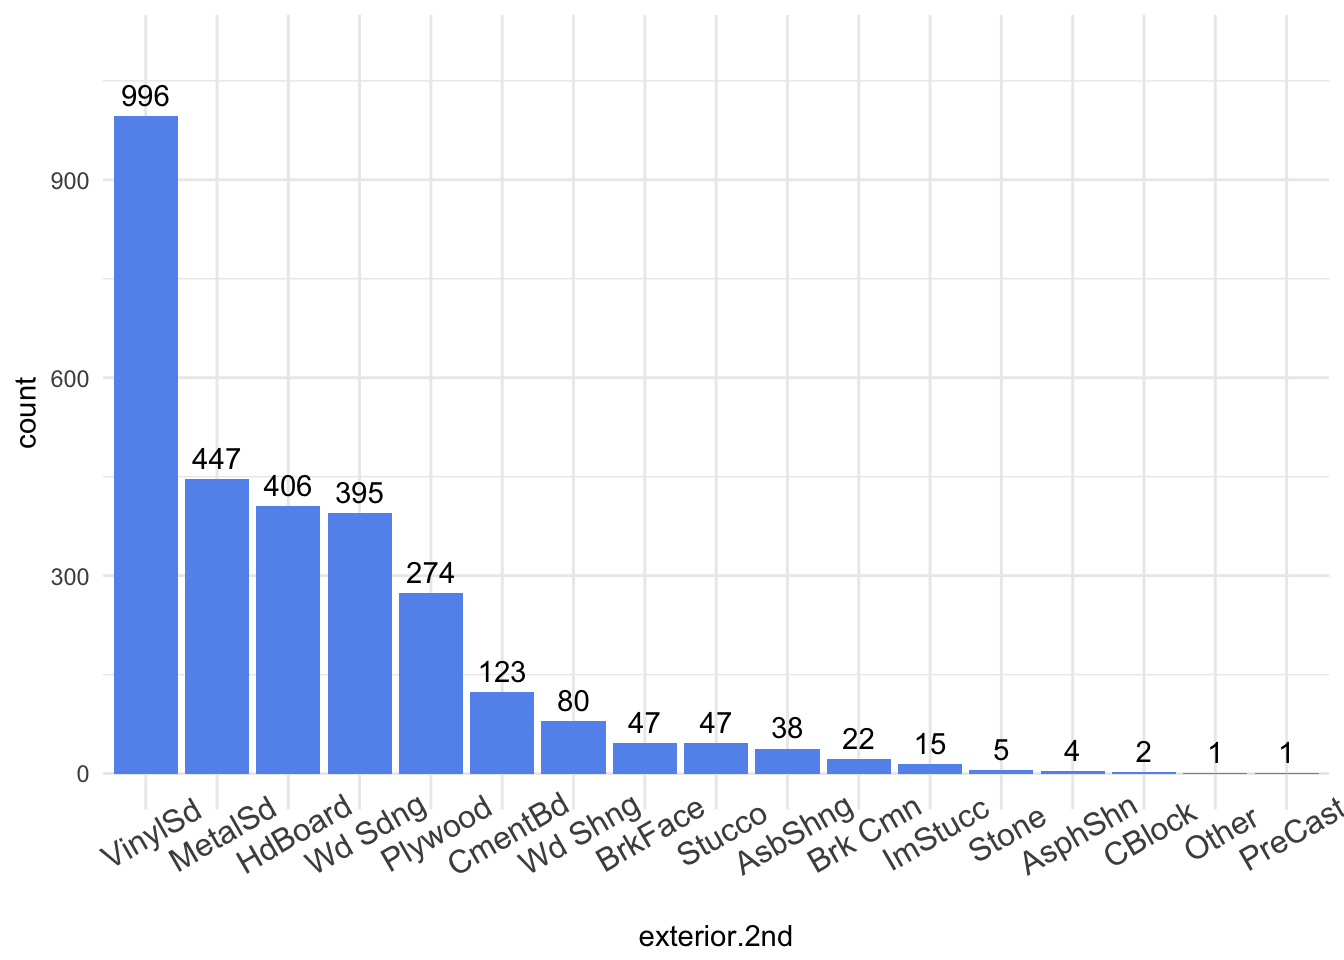 996
447
406
395
274
123
80
47
47
38
22
15
5
4
2
1
1
900
600
300
0
count
VinylSd
MetalSd
HdBoard
Wd Sdng
Plywood
CmentBd
Wd Shng
BrkFace
Stucco
AsbShng
Brk Cmn
ImStucc
Stone
AsphShn
CBlock
Other
PreCast
exterior.2nd